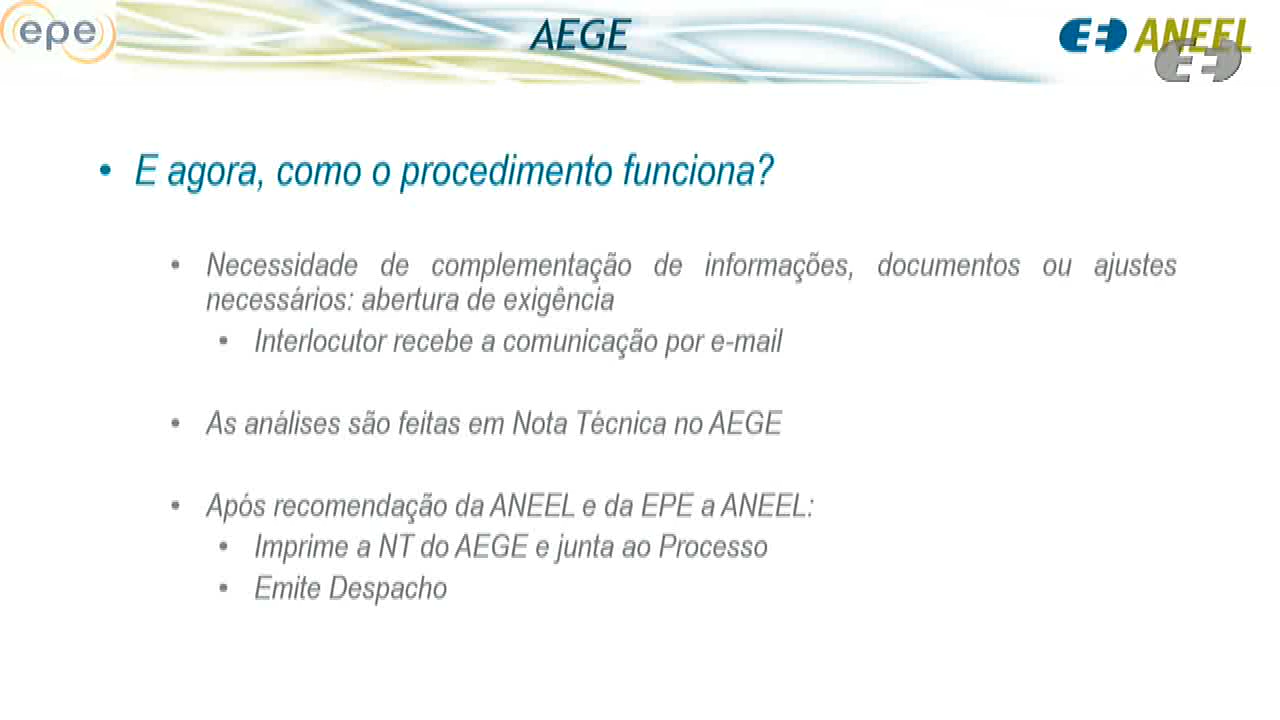 epe
AEGE
ANEEL
• E agora, como o procedimento funciona?
• Necessidade de complementação de informações, documentos ou ajustes
necessários: abertura de exigência
• Interlocutor recebe a comunicação por e-mail
• As análises são feitas em Nota Técnica no AEGE
• Após recomendação da ANEEL e da EPE a ANEEL:
• Imprime a NT do AEGE e junta ao Processo
• Emite Despacho